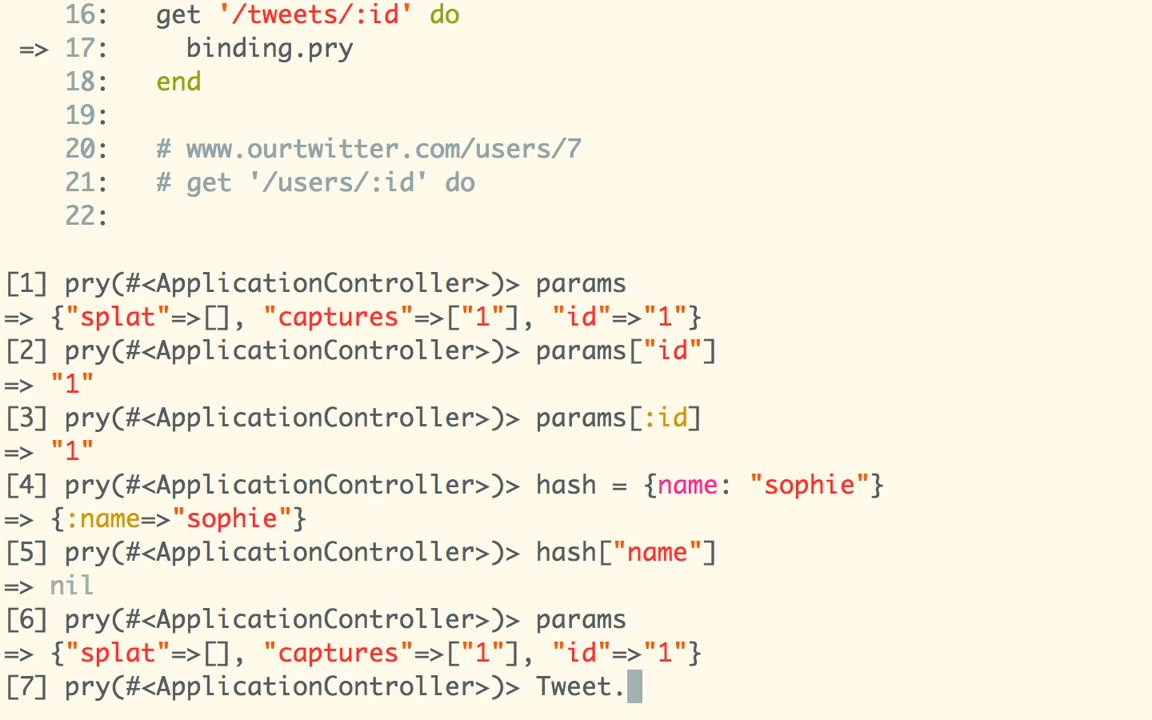 16:   get '/tweets/:id' do
=> 17:     binding.pry
18:   end
19:
20:   # www.ourtwitter.com/users/7
21:   # get '/users/:id' do
22:
[1] pry(#<ApplicationController>)> params
=> {"splat"=>[], "captures"=>["1"], "id"=>"1"}
[2] pry(#<ApplicationController>)> params["id"]
=> "1"
[3] pry(#<ApplicationController>)> params[:id]
=> "1"
[4] pry(#<ApplicationController>)> hash = {name: "sophie"}
=> {:name=>"sophie"}
[5] pry(#<ApplicationController>)> hash["name"]
=> nil
[6] pry(#<ApplicationController>)> params
=> {"splat"=>[], "captures"=>["1"], "id"=>"1"}
[7] pry(#<ApplicationController>)> Tweet.